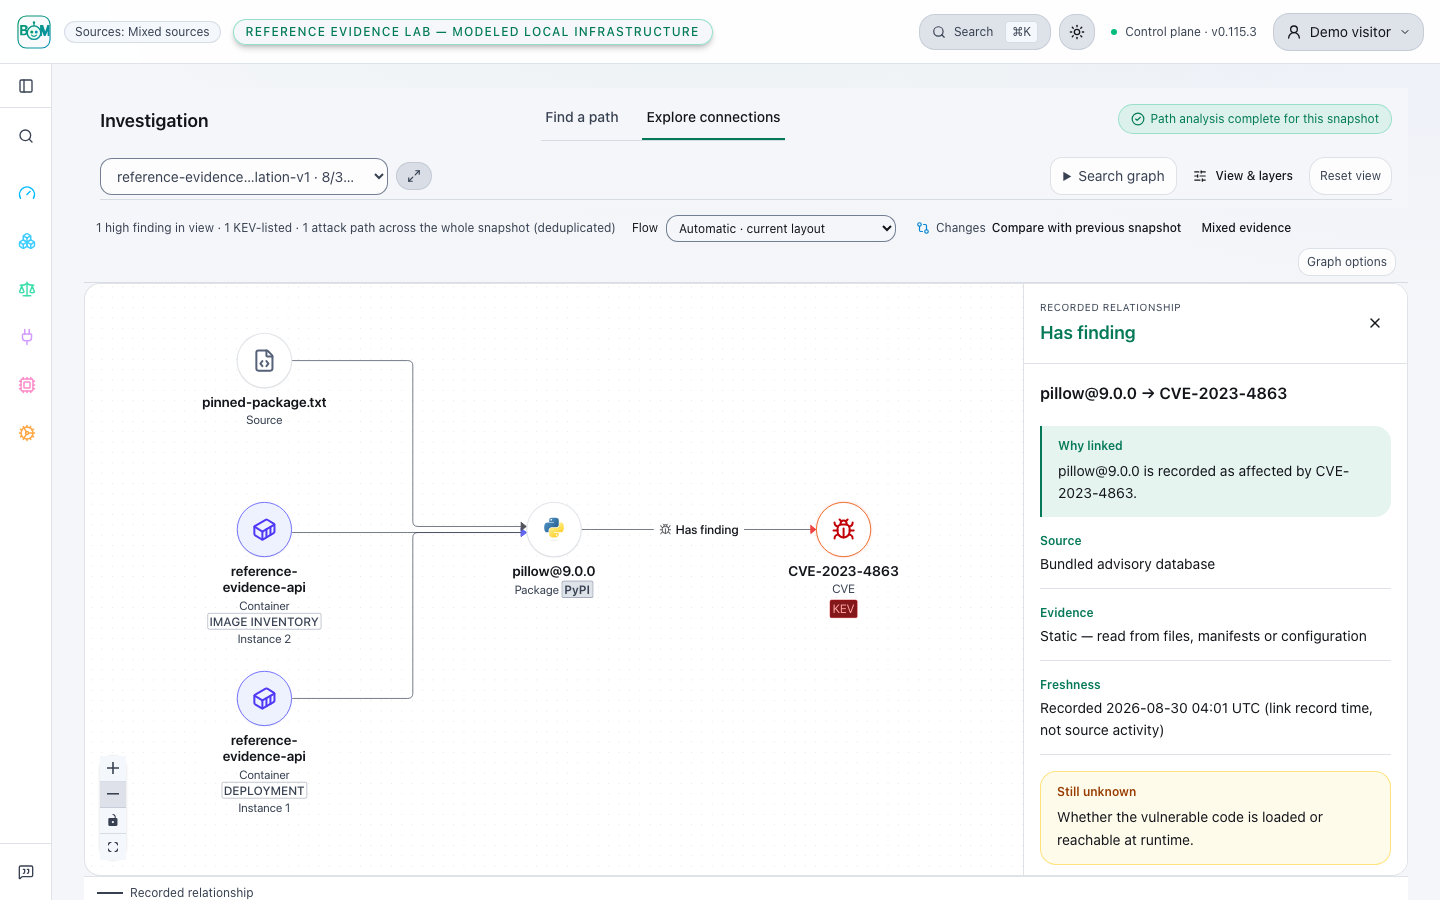 BOM
Sources: Mixed sources
REFERENCE EVIDENCE LAB — MODELED LOCAL INFRASTRUCTURE
Search ⌘K
Control plane · v0.115.3
Demo visitor
Investigation
Find a path
Explore connections
Path analysis complete for this snapshot
reference-evidence...lation-v1 · 8/3...
Search graph
View & layers
Reset view
1 high finding in view · 1 KEV-listed · 1 attack path across the whole snapshot (deduplicated)
Flow
Automatic · current layout
Changes
Compare with previous snapshot
Mixed evidence
Graph options
pinned-package.txt
Source
reference-
evidence-api
Container
IMAGE INVENTORY
Instance 2
reference-
evidence-api
Container
DEPLOYMENT
Instance 1
pillow@9.0.0
Package PyPI
Has finding
CVE-2023-4863
CVE
KEV
RECORDED RELATIONSHIP
Has finding
pillow@9.0.0 → CVE-2023-4863
Why linked
pillow@9.0.0 is recorded as affected by CVE-
2023-4863.
Source
Bundled advisory database
Evidence
Static — read from files, manifests or configuration
Freshness
Recorded 2026-08-30 04:01 UTC (link record time,
not source activity)
Still unknown
Whether the vulnerable code is loaded or
reachable at runtime.
Recorded relationship